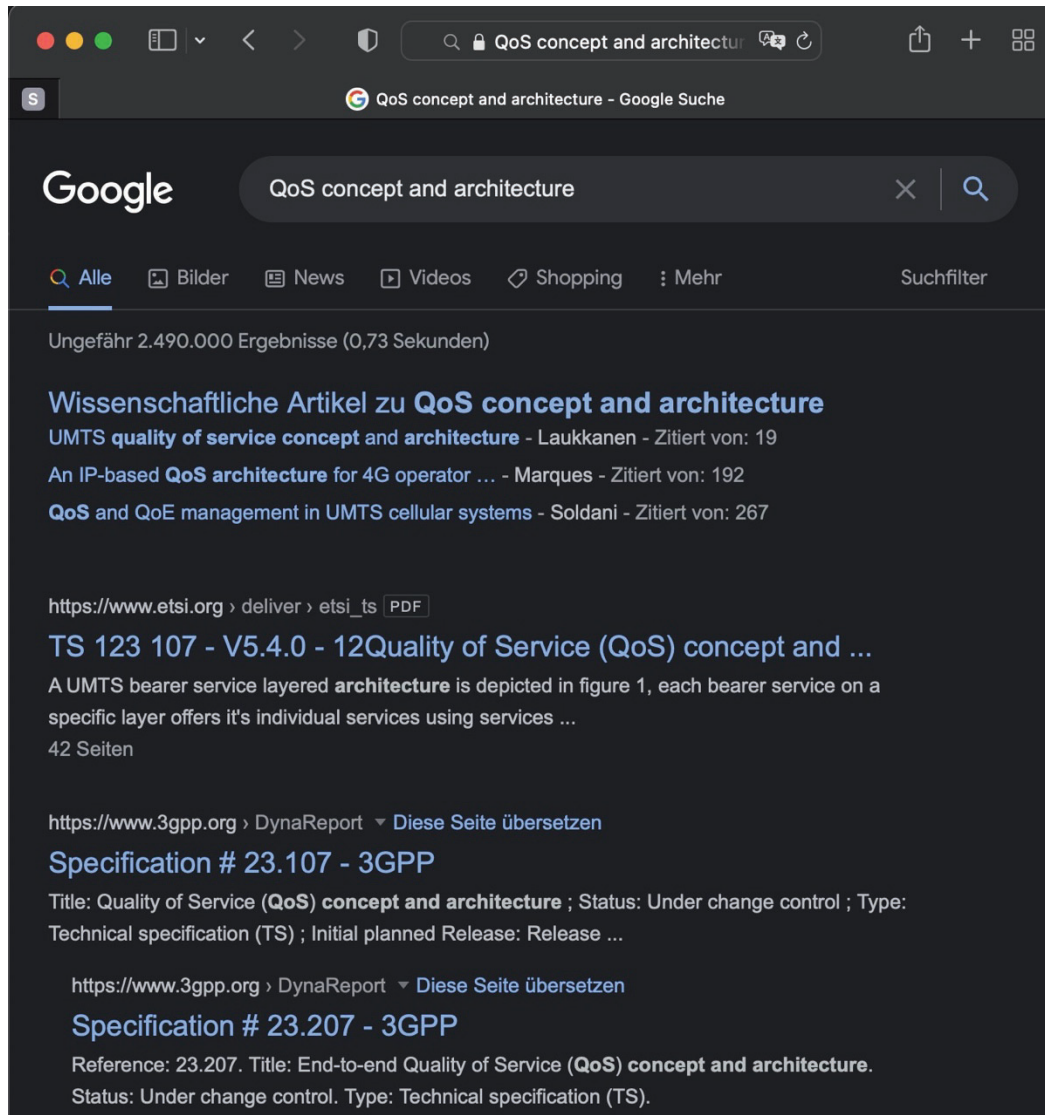 QoS concept and architectur
S
QoS concept and architecture - Google Suche
Google
QoS concept and architecture
Alle Bilder News Videos Shopping Mehr Suchfilter
Ungefähr 2.490.000 Ergebnisse (0,73 Sekunden)
Wissenschaftliche Artikel zu QoS concept and architecture
UMTS quality of service concept and architecture - Laukkanen - Zitiert von: 19
An IP-based QoS architecture for 4G operator … - Marques - Zitiert von: 192
QoS and QoE management in UMTS cellular systems - Soldani - Zitiert von: 267
https://www.etsi.org › deliver › etsi_ts PDF
TS 123 107 - V5.4.0 - 12Quality of Service (QoS) concept and ...
A UMTS bearer service layered architecture is depicted in figure 1, each bearer service on a
specific layer offers it's individual services using services ...
42 Seiten
https://www.3gpp.org › DynaReport Diese Seite übersetzen
Specification # 23.107 - 3GPP
Title: Quality of Service (QoS) concept and architecture ; Status: Under change control ; Type:
Technical specification (TS) ; Initial planned Release: Release ...
https://www.3gpp.org › DynaReport Diese Seite übersetzen
Specification # 23.207 - 3GPP
Reference: 23.207. Title: End-to-end Quality of Service (QoS) concept and architecture.
Status: Under change control. Type: Technical specification (TS).